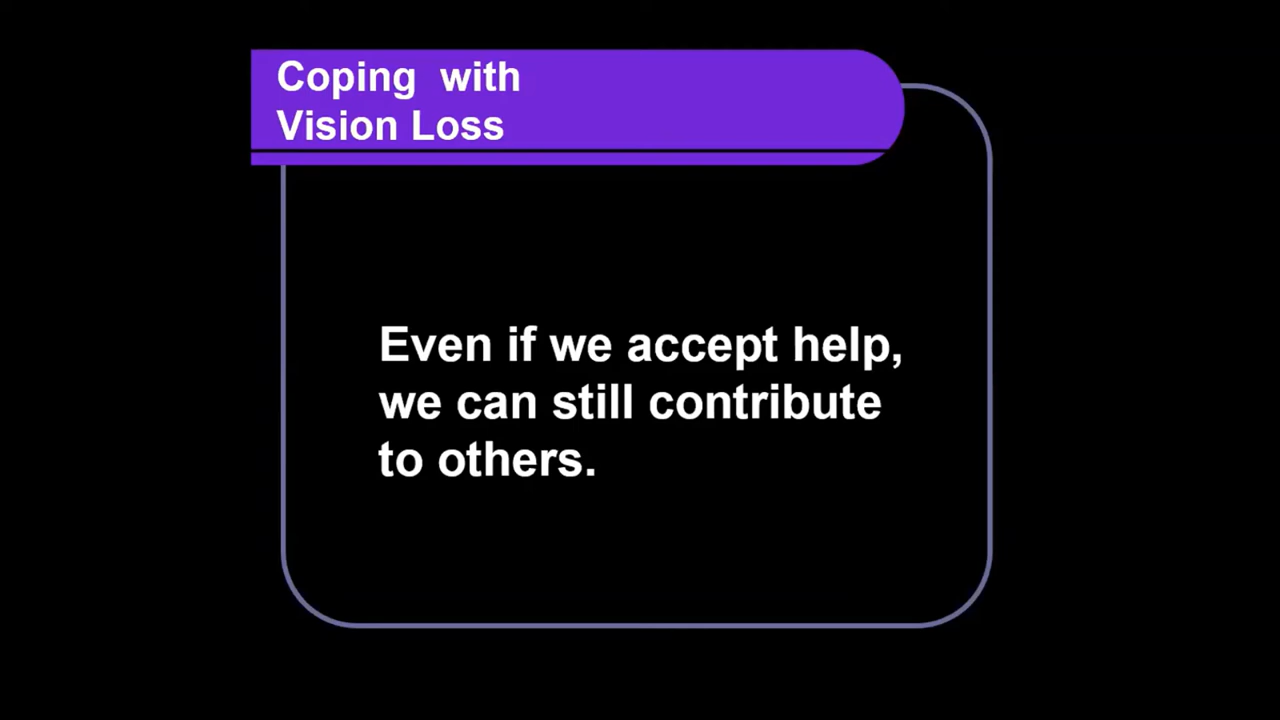 Coping with
Vision Loss
Even if we accept help,
we can still contribute
to others.